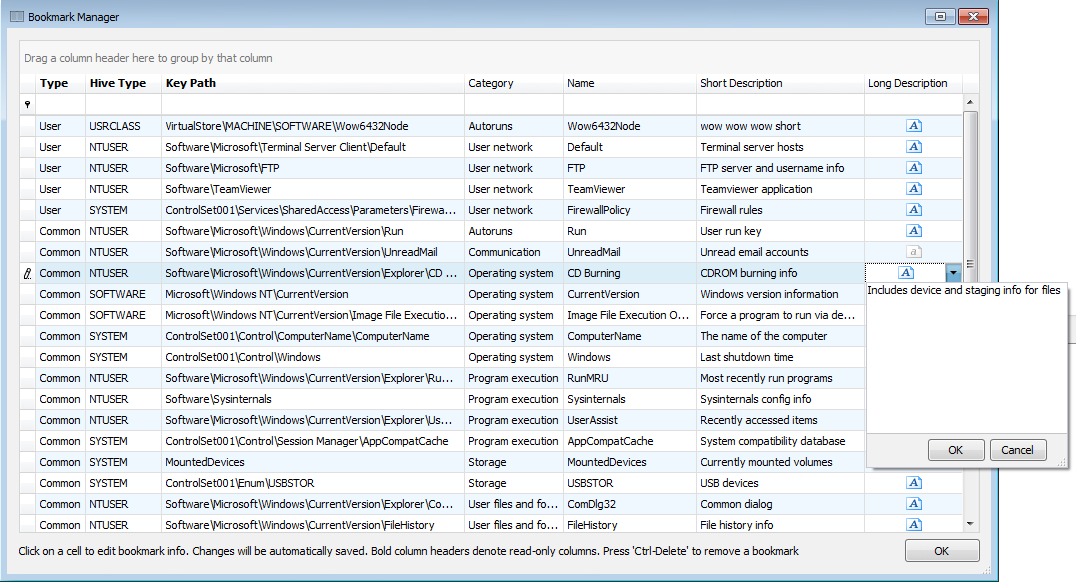 Bookmark Manager
Drag a column header here to group by that column
Type Hive Type Key Path Category Name Short Description Long Description
User USRCLASS VirtualStore\MACHINE\SOFTWARE\Wow6432Node Autoruns Wow6432Node wow wow wow short A
User NTUSER Software\Microsoft\Terminal Server Client\Default User network Default Terminal server hosts A
User NTUSER Software\Microsoft\FTP User network FTP FTP server and username info A
User NTUSER Software\TeamViewer User network TeamViewer Teamviewer application A
User SYSTEM ControlSet001\Services\SharedAccess\Parameters\Firewa... User network FirewallPolicy Firewall rules A
Common NTUSER Software\Microsoft\Windows\CurrentVersion\Run Autoruns Run User run key A
Common NTUSER Software\Microsoft\Windows\CurrentVersion\UnreadMail Communication UnreadMail Unread email accounts a
Common NTUSER Software\Microsoft\Windows\CurrentVersion\Explorer\CD ... Operating system CD Burning CDROM burning info A
Common SOFTWARE Microsoft\Windows NT\CurrentVersion Operating system CurrentVersion Windows version information
Includes device and staging info for files
Common SOFTWARE Microsoft\Windows NT\CurrentVersion\Image File Executio... Operating system Image File Execution O... Force a program to run via de...
Common SYSTEM ControlSet001\Control\ComputerName\ComputerName Operating system ComputerName The name of the computer
Common SYSTEM ControlSet001\Control\Windows Operating system Windows Last shutdown time
Common NTUSER Software\Microsoft\Windows\CurrentVersion\Explorer\Ru... Program execution RunMRU Most recently run programs
Common NTUSER Software\Sysinternals Program execution Sysinternals Sysinternals config info
Common NTUSER Software\Microsoft\Windows\CurrentVersion\Explorer\Us... Program execution UserAssist Recently accessed items
Common SYSTEM ControlSet001\Control\Session Manager\AppCompatCache Program execution AppCompatCache System compatibility database
OK Cancel
Common SYSTEM MountedDevices Storage MountedDevices Currently mounted volumes
Common SYSTEM ControlSet001\Enum\USBSTOR Storage USBSTOR USB devices A
Common NTUSER Software\Microsoft\Windows\CurrentVersion\Explorer\Co... User files and fo... ComDlg32 Common dialog A
Common NTUSER Software\Microsoft\Windows\CurrentVersion\FileHistory User files and fo... FileHistory File history info A
Click on a cell to edit bookmark info. Changes will be automatically saved. Bold column headers denote read-only columns. Press 'Ctrl-Delete' to remove a bookmark
OK